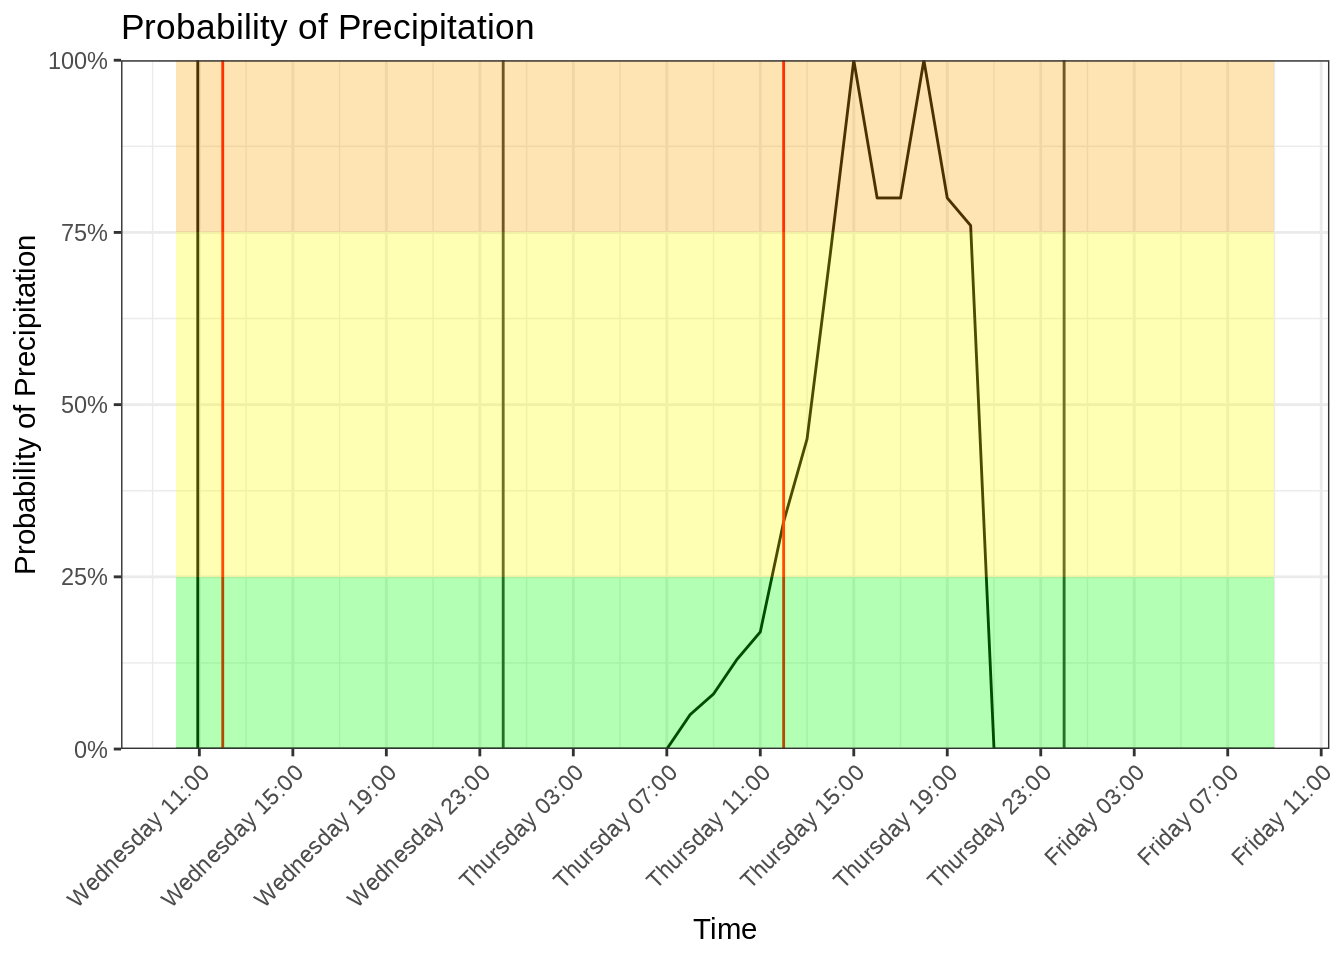 Probability of Precipitation
Probability of Precipitation
100%
75%
50%
25%
0%
Wednesday 11:00
Wednesday 15:00
Wednesday 19:00
Wednesday 23:00
Thursday 03:00
Thursday 07:00
Thursday 11:00
Thursday 15:00
Thursday 19:00
Thursday 23:00
Friday 03:00
Friday 07:00
Friday 11:00
Time